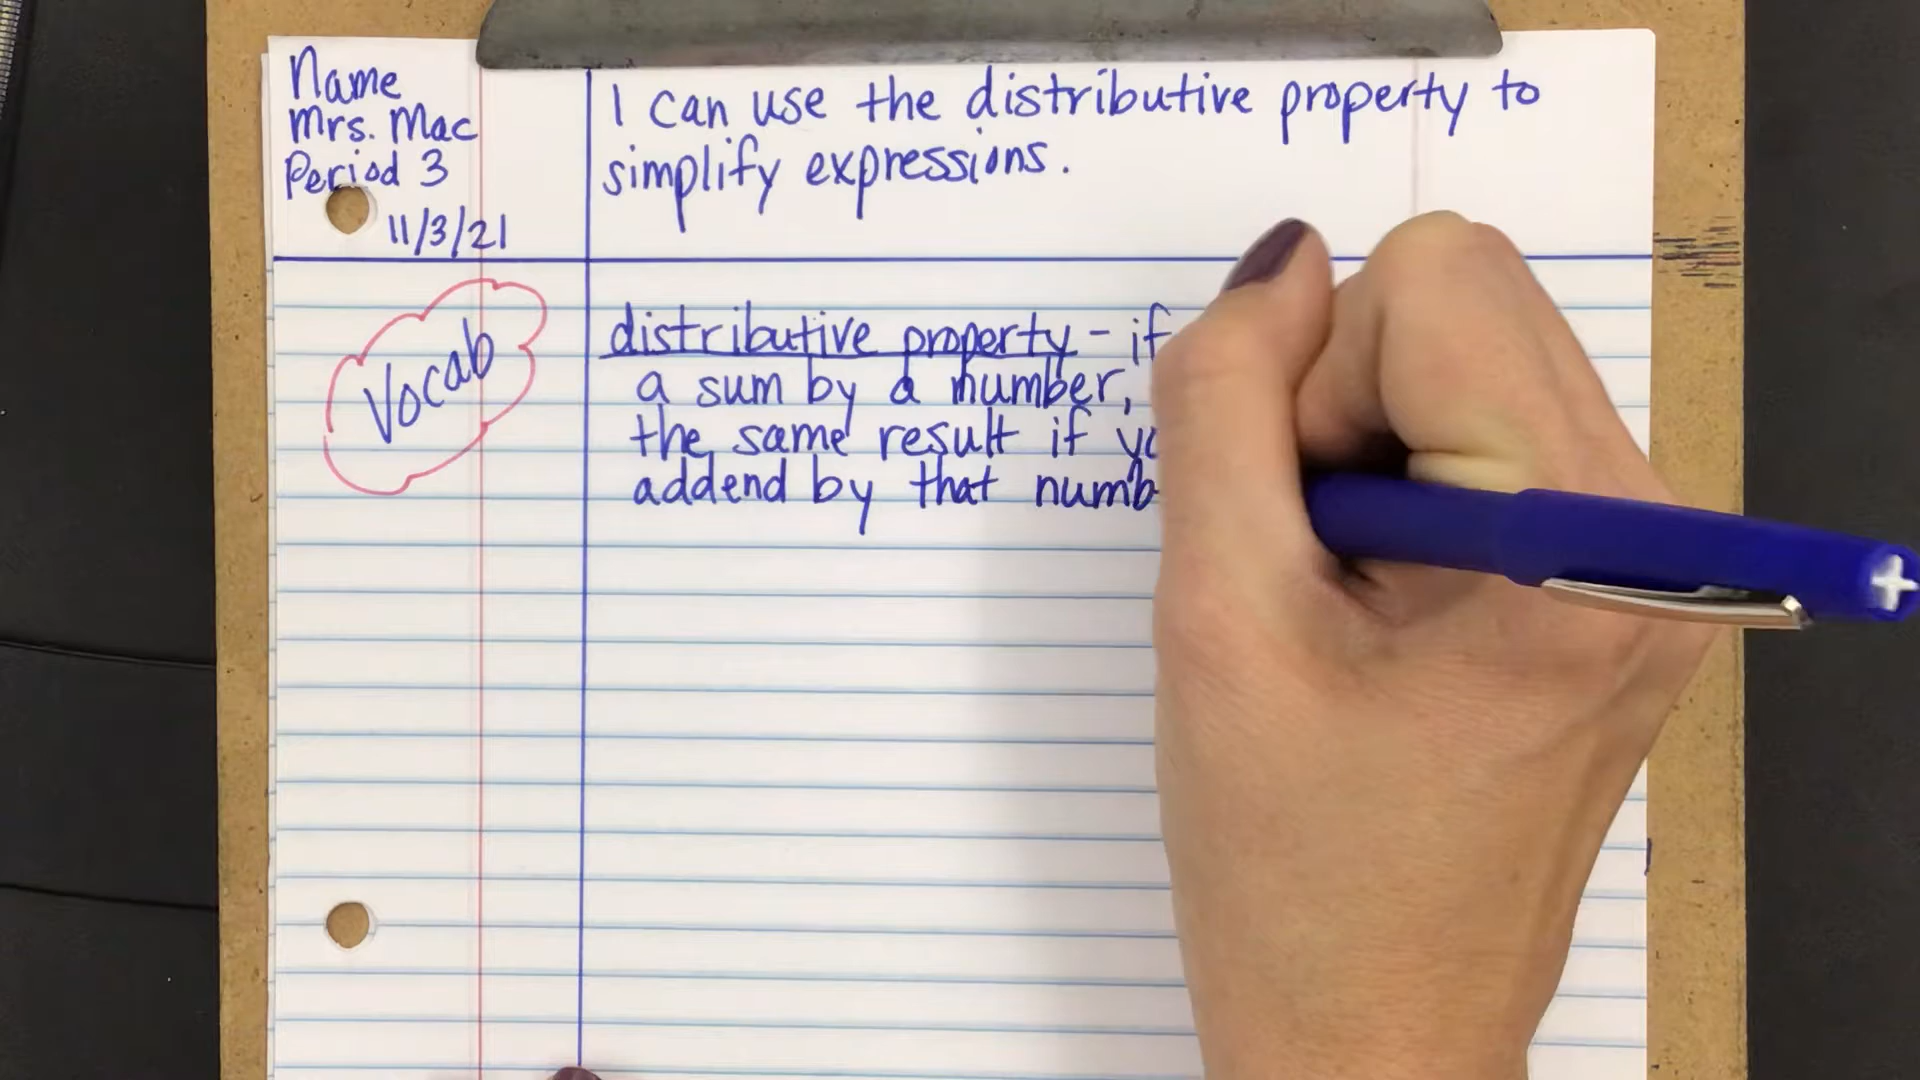 Name
Mrs. Mac
Period 3
11/3/21
I can use the distributive property to
simplify expressions.
Vocab
distributive property - if
a sum by a number,
the same result if
addend by that